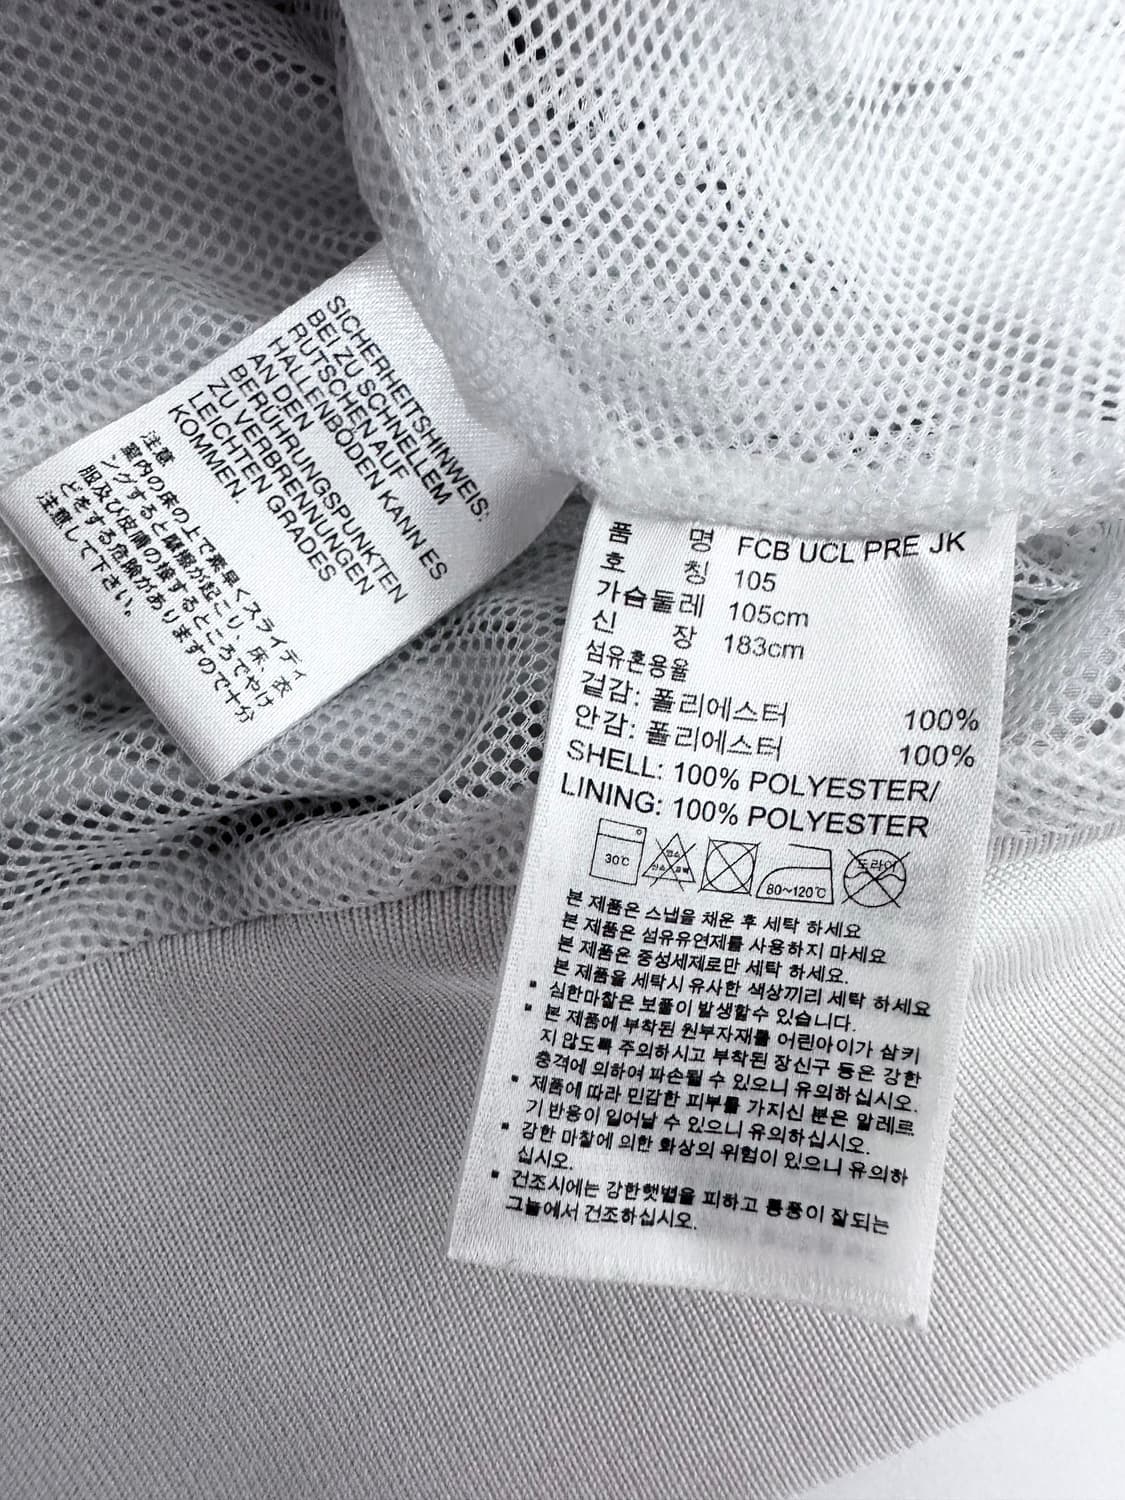 SICHERHEITSHINWEIS:
BEI ZU SCHNELLEM
RUTSCHEN AUF
HALLENBÖDEN KANN ES
AN DEN
BERÜHRUNGSPUNKTEN
ZU VERBRENNUNGEN
LEICHTEN GRADES
KOMMEN.
注意
室内の床の上で素早くスライディ
ングすると摩擦が起こり、床、衣
服及び皮膚の接するところでやけ
どをする危険がありますので十分
注意して下さい。
품 명 FCB UCL PRE JK
호 칭 105
가슴둘레 105cm
신 장 183cm
섬유혼용율
겉감: 폴리에스터 100%
안감: 폴리에스터 100%
SHELL: 100% POLYESTER/
LINING: 100% POLYESTER
30℃ 염소 산소 표백 80~120℃ 드라이
본 제품은 스냅을 채운 후 세탁 하세요
본 제품은 섬유유연제를 사용하지 마세요
본 제품은 중성세제로만 세탁 하세요.
본 제품을 세탁시 유사한 색상끼리 세탁 하세요
▪ 심한마찰은 보풀이 발생할수 있습니다.
▪ 본 제품에 부착된 원부자재를 어린아이가 삼키
지 않도록 주의하시고 부착된 장신구 등은 강한
충격에 의하여 파손될 수 있으니 유의하십시오.
▪ 제품에 따라 민감한 피부를 가지신 분은 알레르
기 반응이 일어날 수 있으니 유의하십시오.
▪ 강한 마찰에 의한 화상의 위험이 있으니 유의하
십시오.
▪ 건조시에는 강한햇볕을 피하고 통풍이 잘되는
그늘에서 건조하십시오.